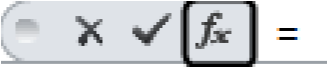 fx =